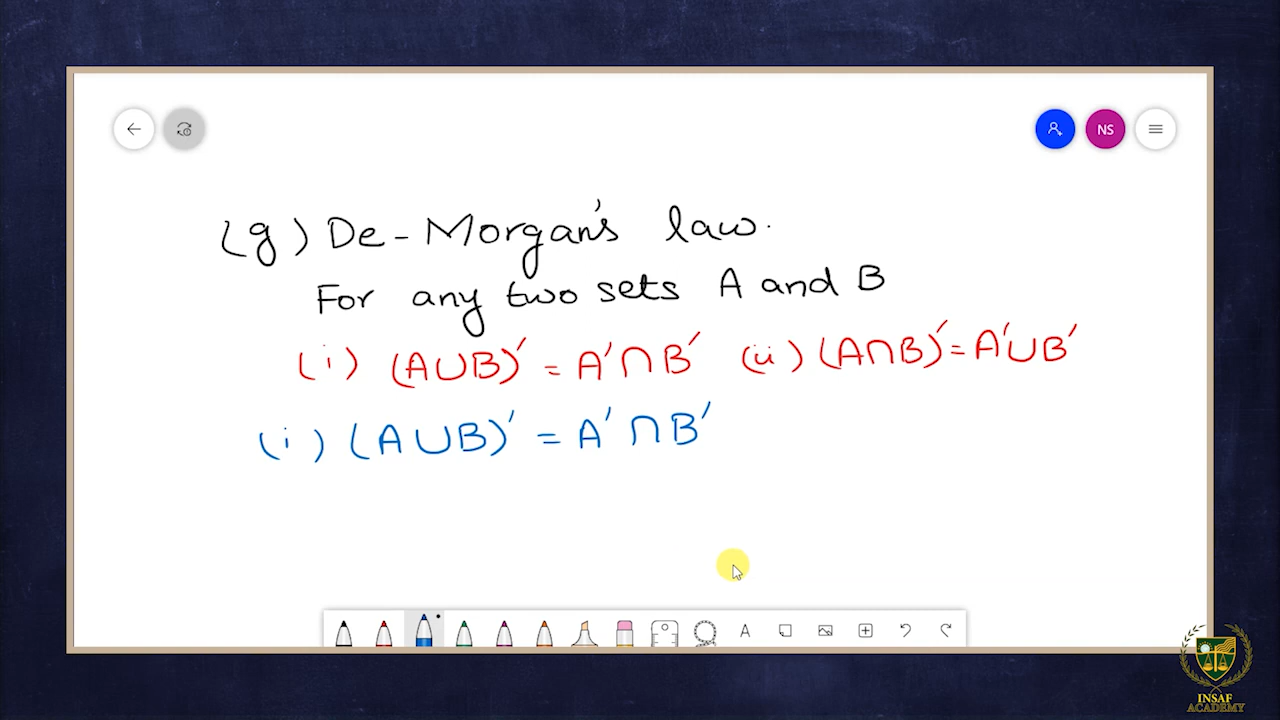 NS
(g) De-Morgan's law.
For any two sets A and B
(i) (A∪B)′ = A′∩B′ (ii) (A∩B)′ = A′∪B′
(i) (A∪B)′ = A′∩B′
A
INSAF
ACADEMY